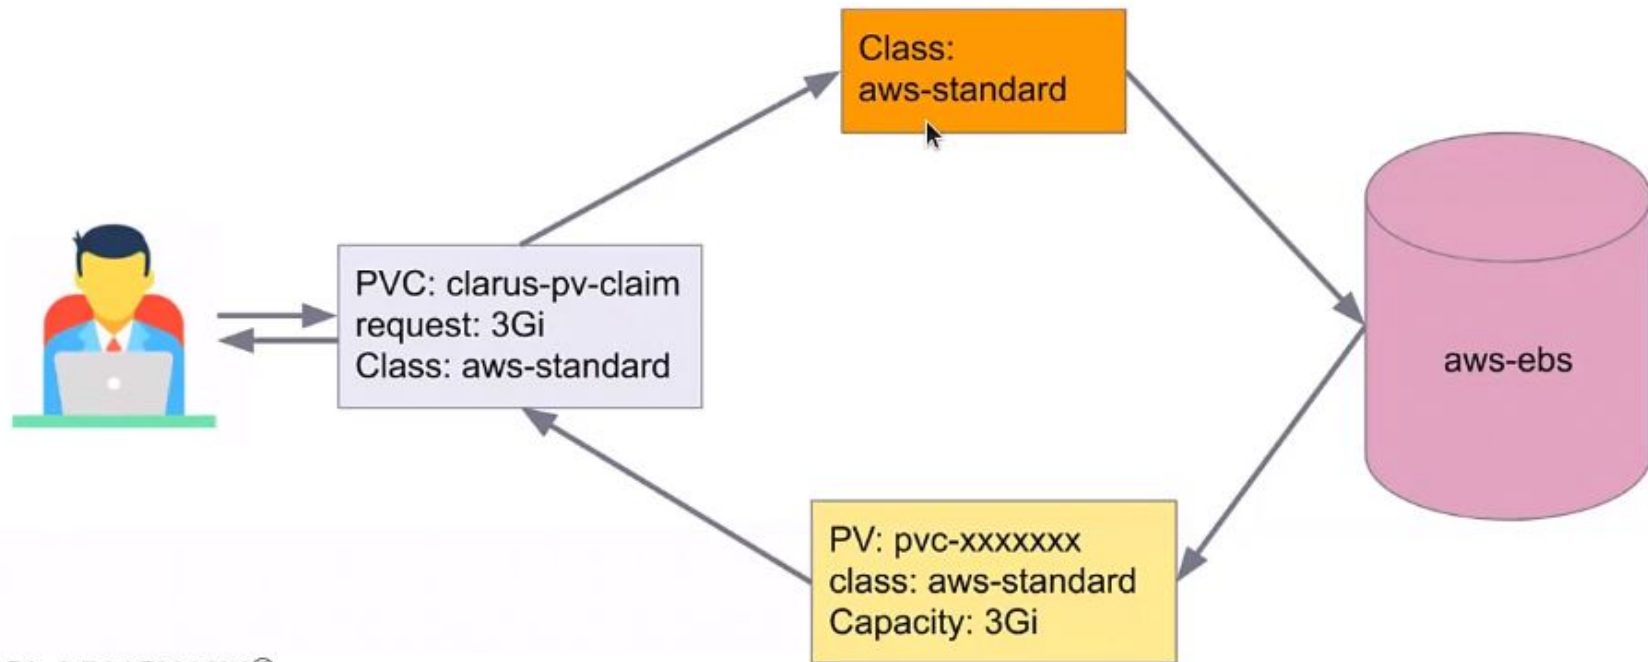 Class:
aws-standard
PVC: clarus-pv-claim
request: 3Gi
Class: aws-standard
aws-ebs
PV: pvc-xxxxxxx
class: aws-standard
Capacity: 3Gi